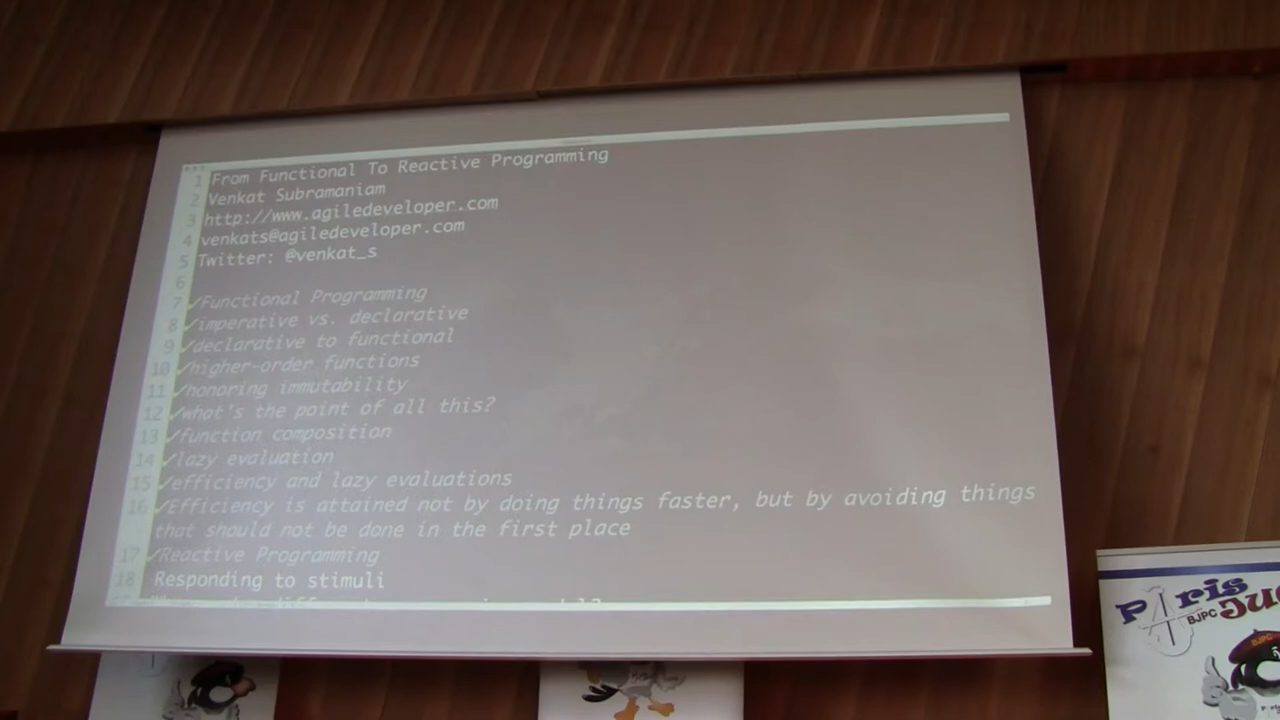 1 From Functional To Reactive Programming
2 Venkat Subramaniam
3 http://www.agiledeveloper.com
4 venkats@agiledeveloper.com
5 Twitter: @venkat_s
6
7 ✓Functional Programming
8 ✓imperative vs. declarative
9 ✓declarative to functional
10 ✓higher-order functions
11 ✓honoring immutability
12 ✓what's the point of all this?
13 ✓function composition
14 ✓lazy evaluation
15 ✓efficiency and lazy evaluations
16 ✓Efficiency is attained not by doing things faster, but by avoiding things
that should not be done in the first place
17 ✓Reactive Programming
18 Responding to stimuli
Paris
BJPC